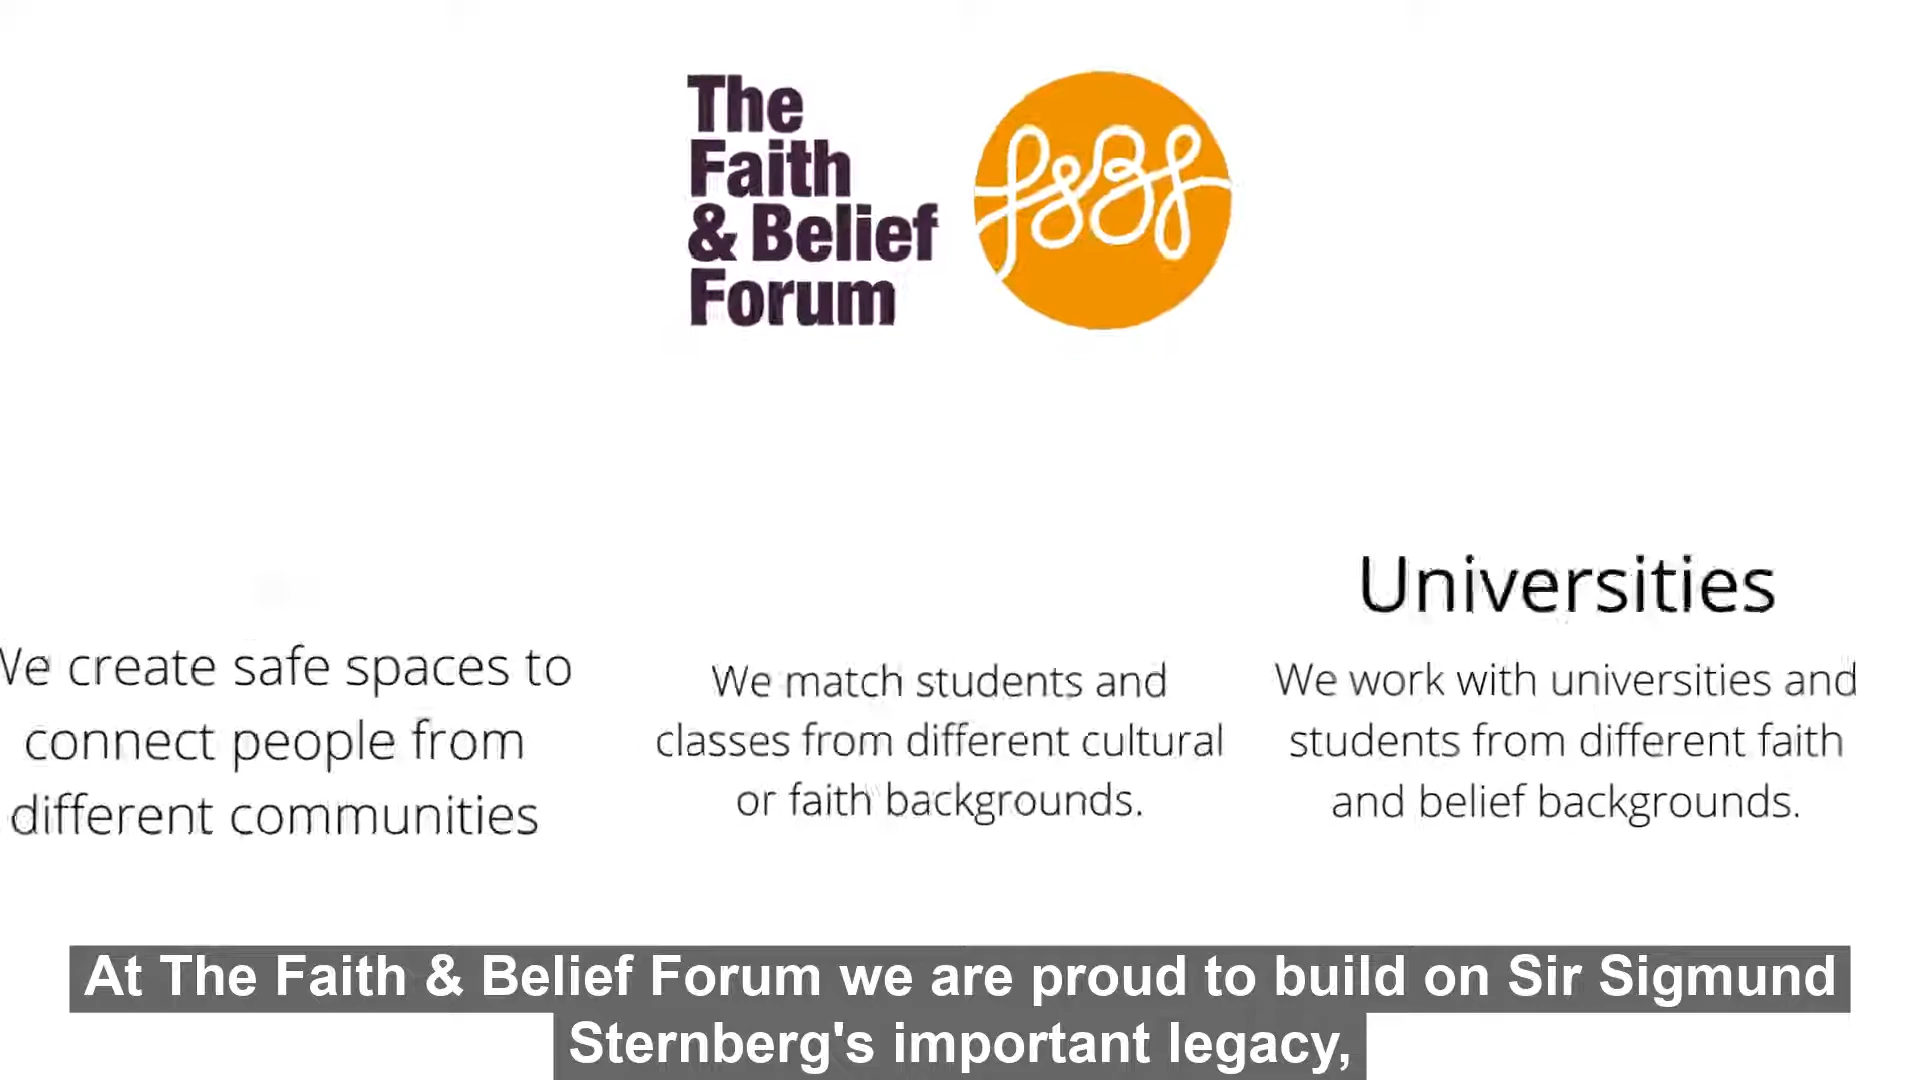 The
Faith
& Belief
Forum
f&Bf
We create safe spaces to
connect people from
different communities
We match students and
classes from different cultural
or faith backgrounds.
Universities
We work with universities and
students from different faith
and belief backgrounds.
At The Faith & Belief Forum we are proud to build on Sir Sigmund
Sternberg's important legacy,